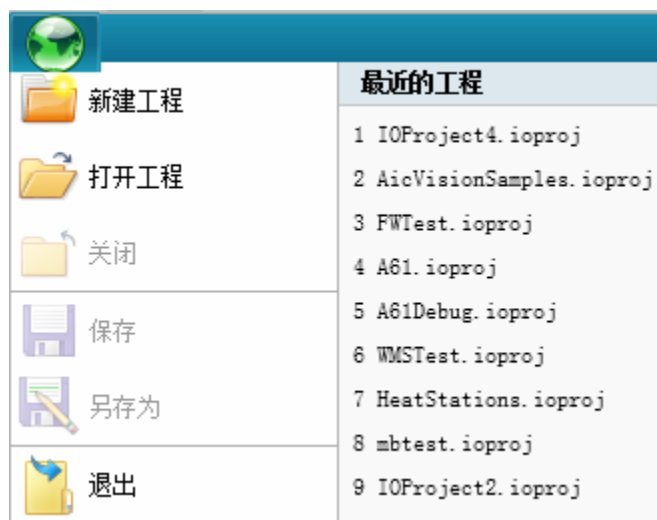 新建工程
打开工程
关闭
保存
另存为
退出
最近的工程
1 IOProject4.ioproj
2 AicVisionSamples.ioproj
3 FWTest.ioproj
4 A61.ioproj
5 A61Debug.ioproj
6 WMSTest.ioproj
7 HeatStations.ioproj
8 mbtest.ioproj
9 IOProject2.ioproj